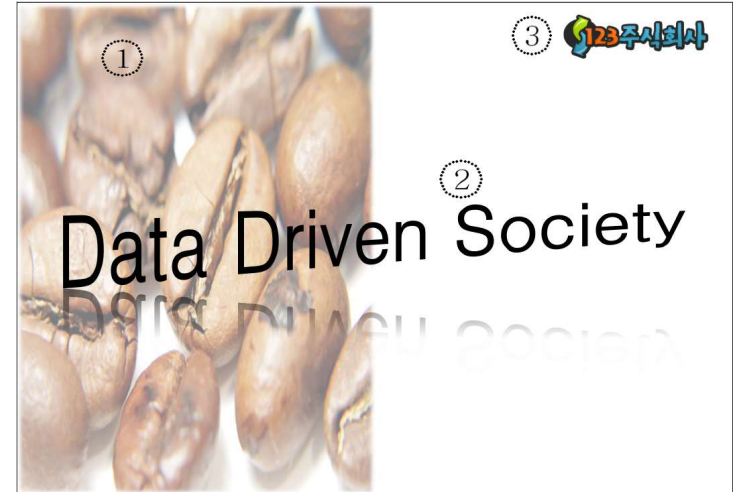 ①
③ 123주식회사
②
Data Driven Society